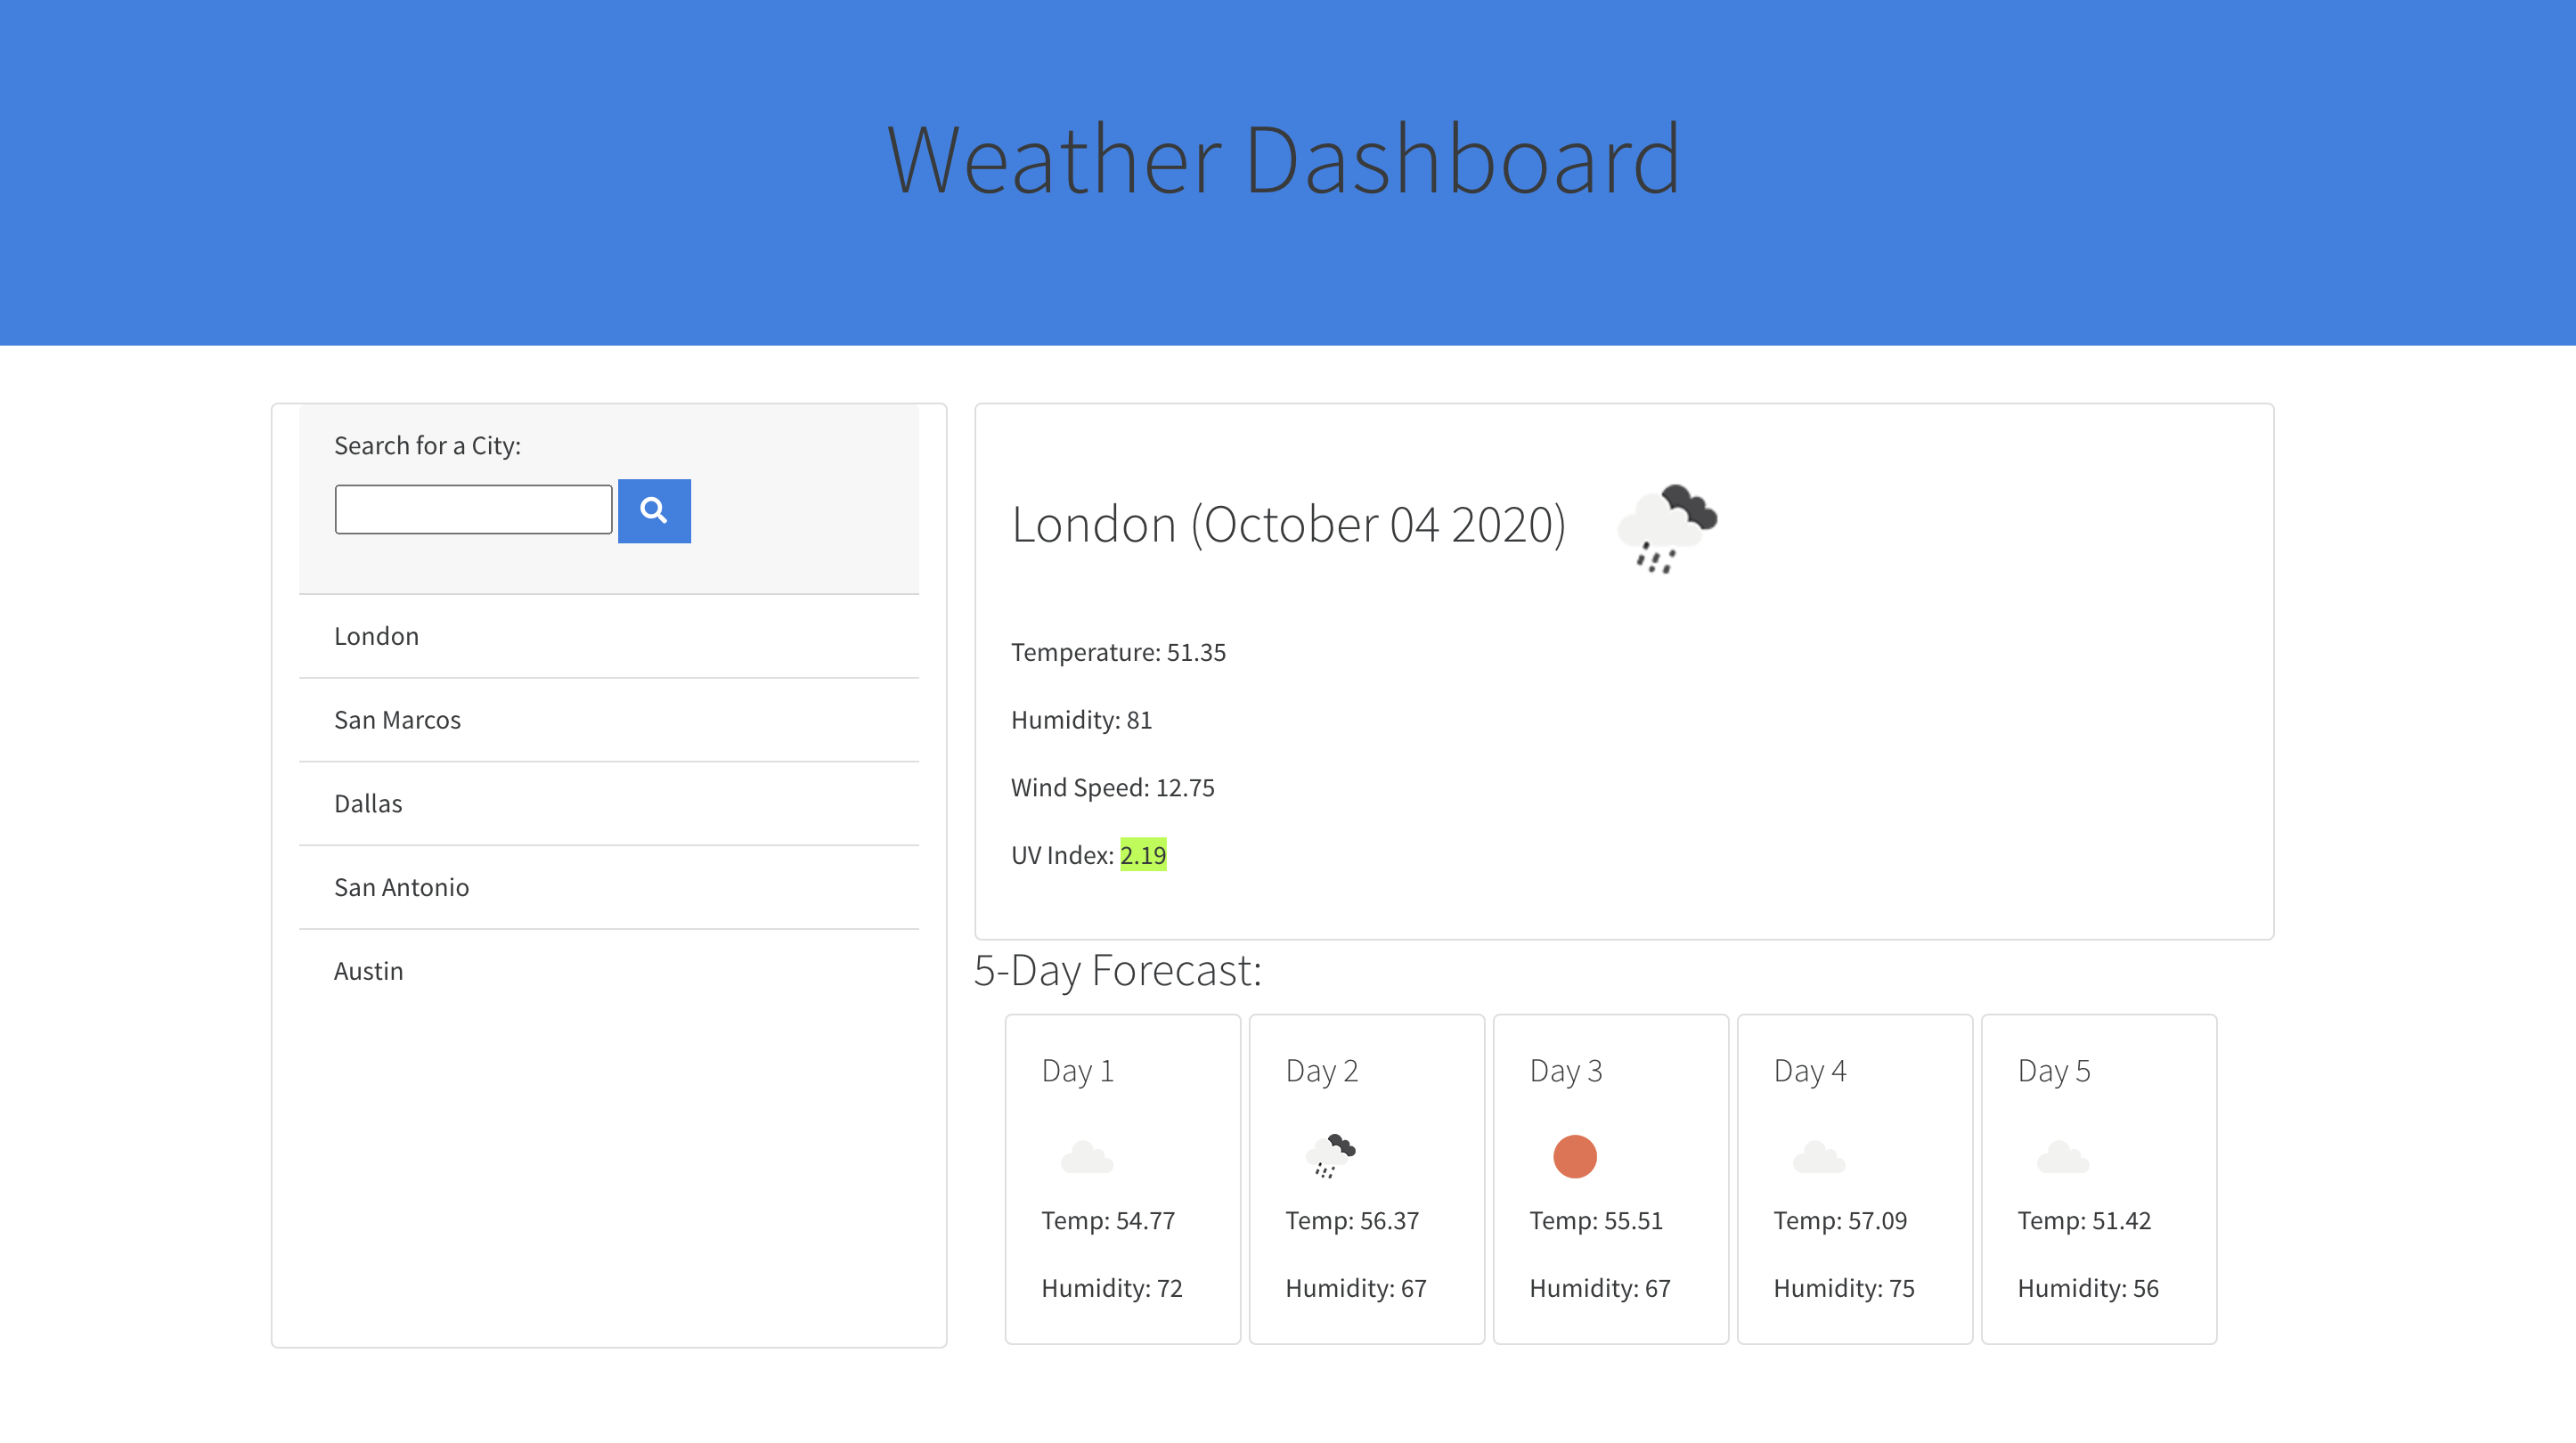 Weather Dashboard
Search for a City:
London
San Marcos
Dallas
San Antonio
Austin
London (October 04 2020)
Temperature: 51.35
Humidity: 81
Wind Speed: 12.75
UV Index: 2.19
5-Day Forecast:
Day 1
Temp: 54.77
Humidity: 72
Day 2
Temp: 56.37
Humidity: 67
Day 3
Temp: 55.51
Humidity: 67
Day 4
Temp: 57.09
Humidity: 75
Day 5
Temp: 51.42
Humidity: 56